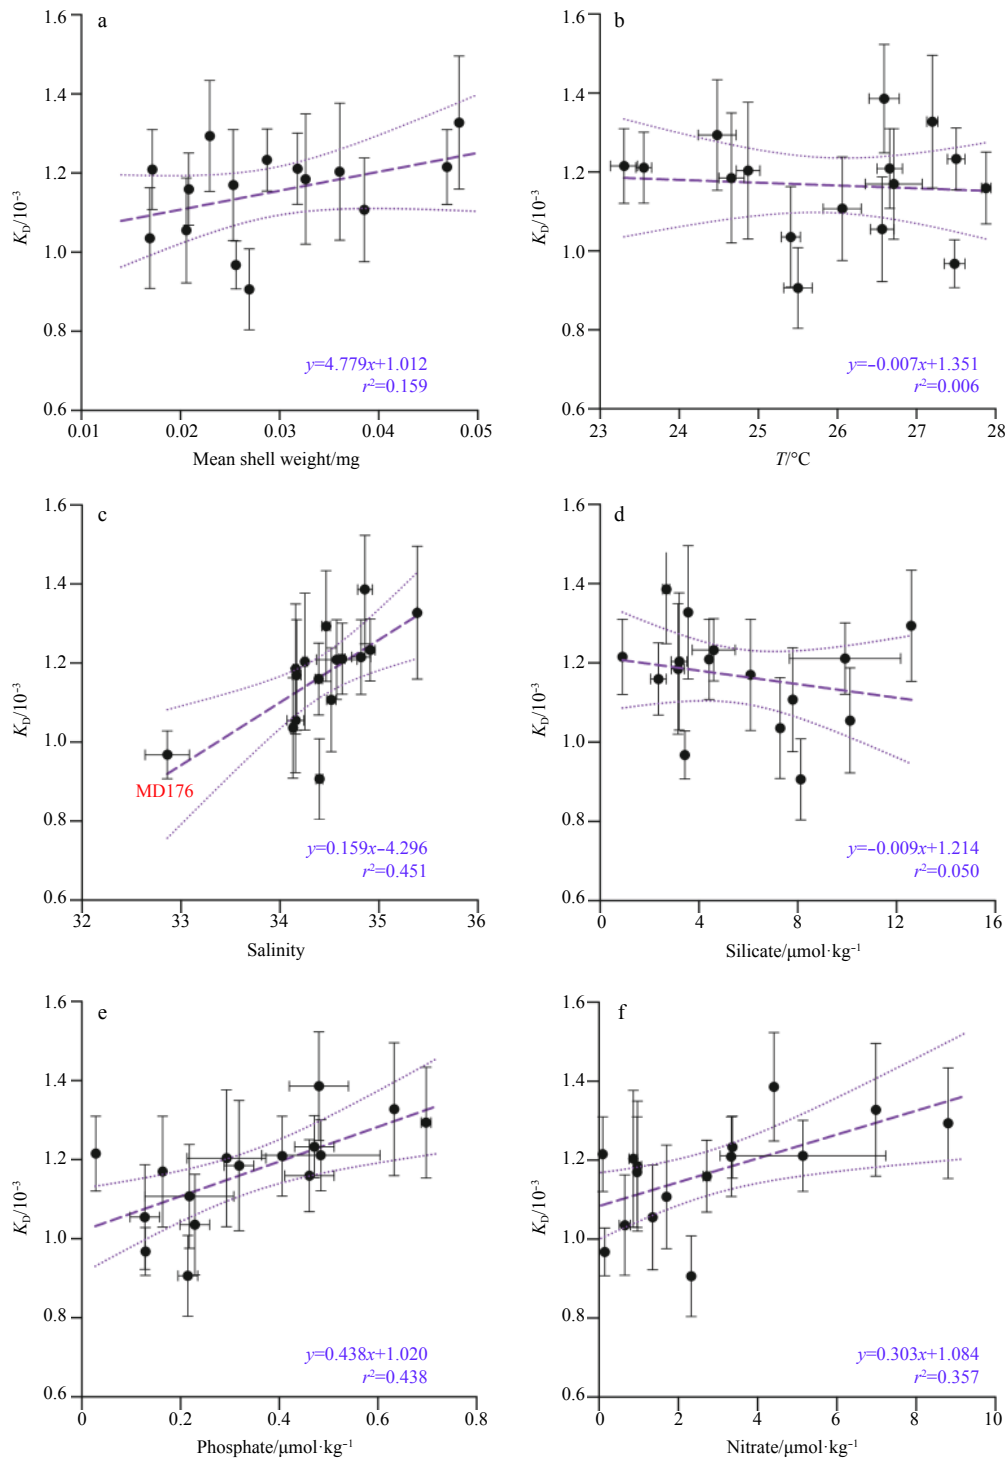 a
1.6
1.4
1.2
1.0
0.8
0.6
K_D/10⁻³
0.01 0.02 0.03 0.04 0.05
Mean shell weight/mg
y=4.779x+1.012
r²=0.159
b
1.6
1.4
1.2
1.0
0.8
0.6
K_D/10⁻³
23 24 25 26 27 28
T/°C
y=−0.007x+1.351
r²=0.006
c
1.6
1.4
1.2
1.0
0.8
0.6
K_D/10⁻³
MD176
32 33 34 35 36
Salinity
y=0.159x−4.296
r²=0.451
d
1.6
1.4
1.2
1.0
0.8
0.6
K_D/10⁻³
0 4 8 12 16
Silicate/μmol·kg⁻¹
y=−0.009x+1.214
r²=0.050
e
1.6
1.4
1.2
1.0
0.8
0.6
K_D/10⁻³
0 0.2 0.4 0.6 0.8
Phosphate/μmol·kg⁻¹
y=0.438x+1.020
r²=0.438
f
1.6
1.4
1.2
1.0
0.8
0.6
K_D/10⁻³
0 2 4 6 8 10
Nitrate/μmol·kg⁻¹
y=0.303x+1.084
r²=0.357